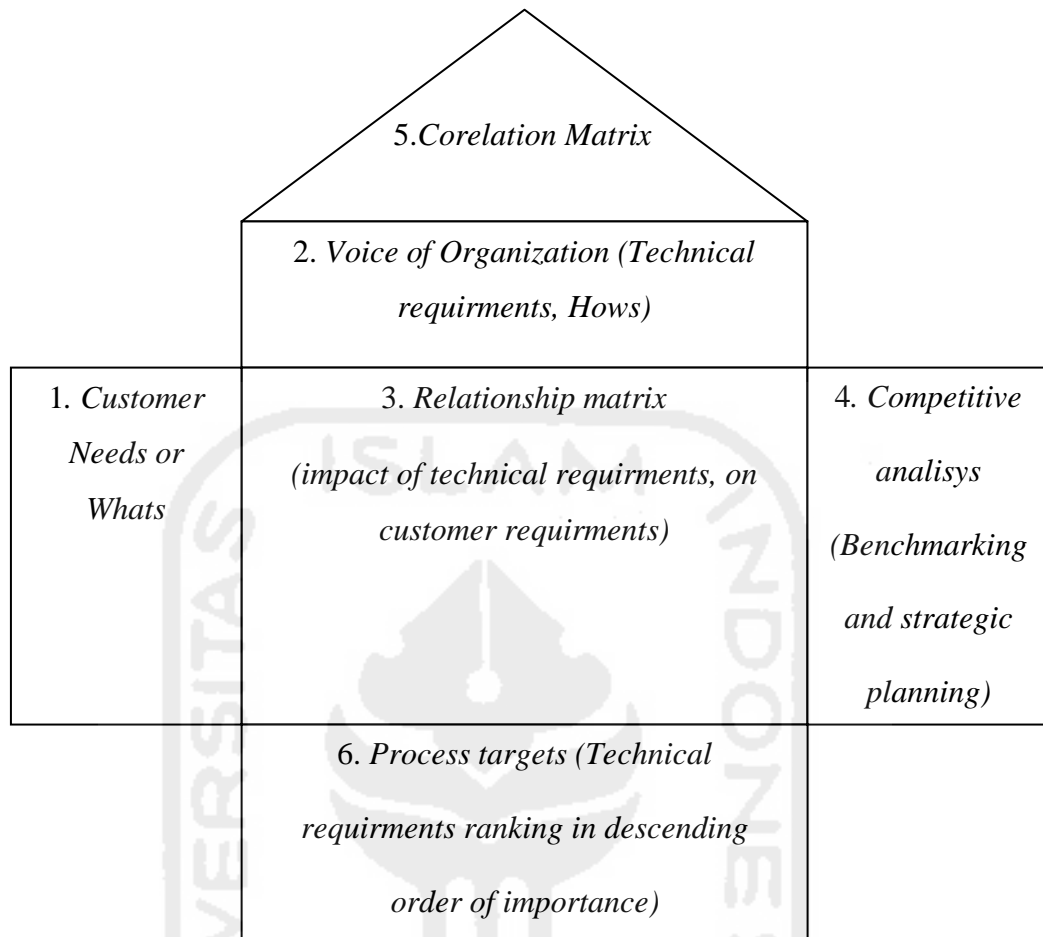 5.Corelation Matrix
2. Voice of Organization (Technical
requirments, Hows)
1. Customer
Needs or
Whats
3. Relationship matrix
(impact of technical requirments, on
customer requirments)
4. Competitive
analisys
(Benchmarking
and strategic
planning)
6. Process targets (Technical
requirments ranking in descending
order of importance)
ISLAM